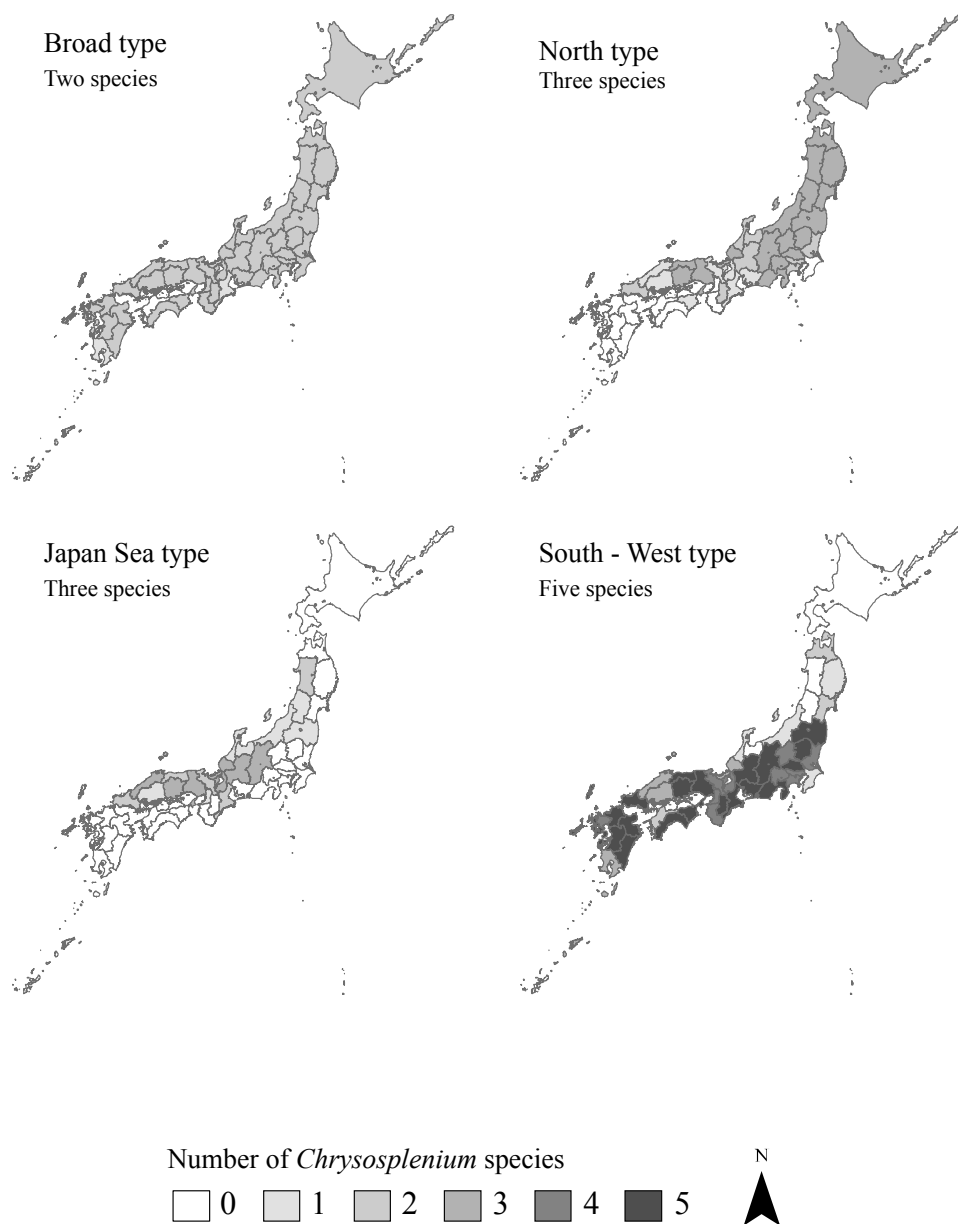 Broad type
Two species
North type
Three species
Japan Sea type
Three species
South - West type
Five species
Number of Chrysosplenium species
N
0 1 2 3 4 5